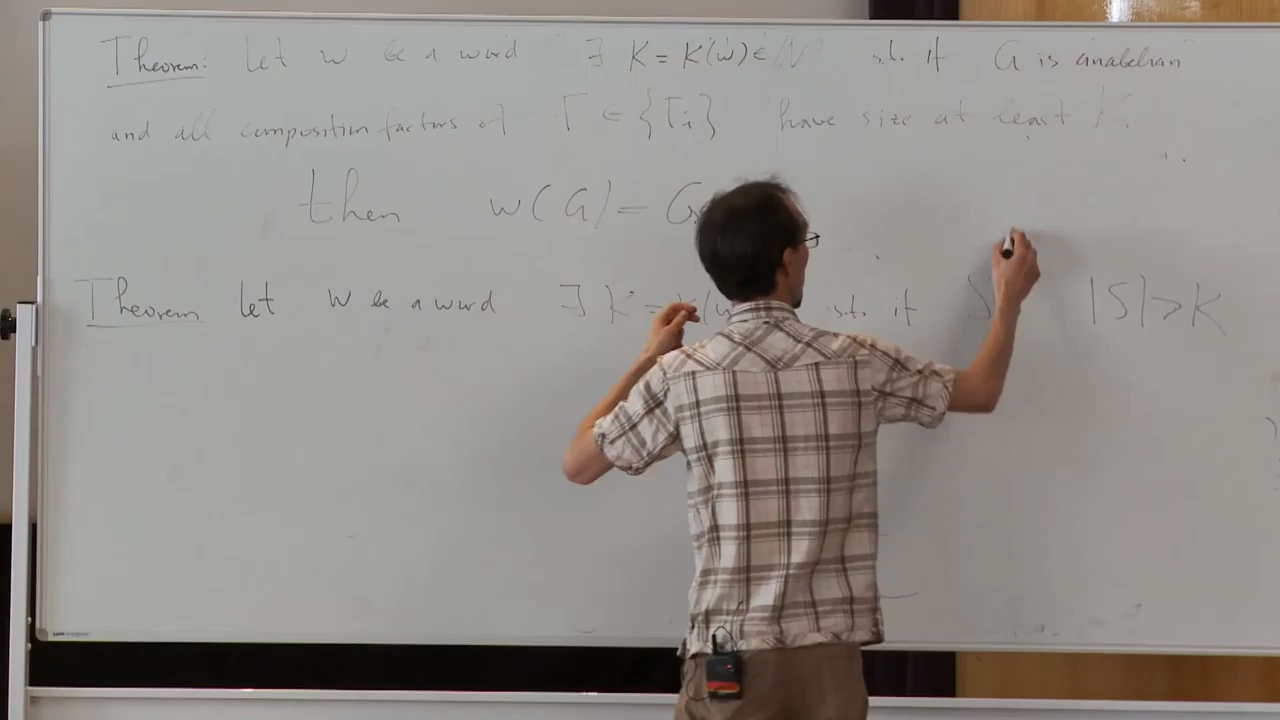 Theorem: Let w be a word ∃ K = K(w) ∈ ℕ s.t. if G is anabelian
and all composition factors of Γ ∈ {Γi} have size at least K.
then w(G) = G
Theorem Let w be a word ∃ K = s.t. if S |S| > K